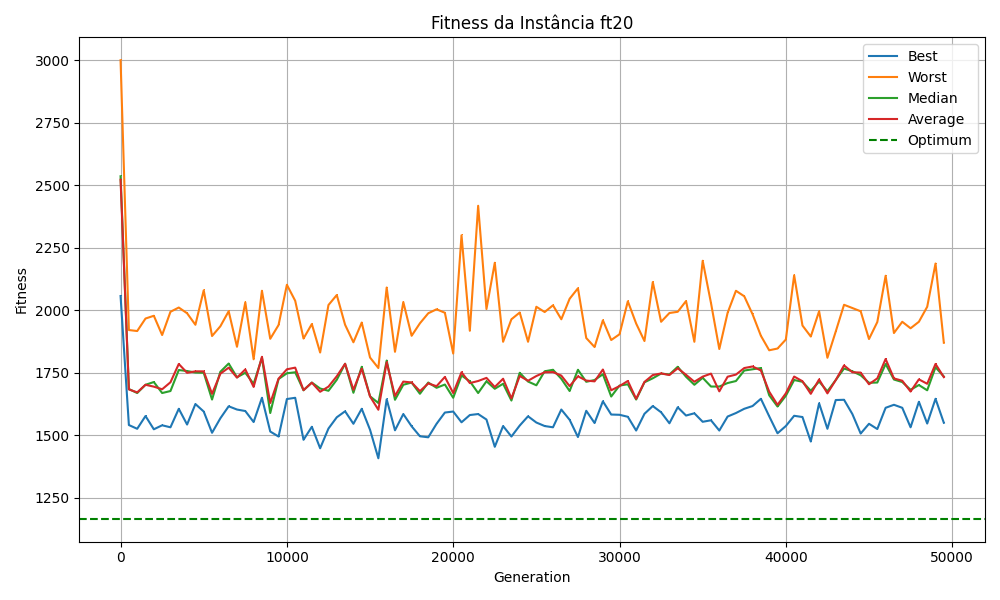 Fitness da Instância ft20
Best
Worst
Median
Average
Optimum
Fitness
3000
2750
2500
2250
2000
1750
1500
1250
0 10000 20000 30000 40000 50000
Generation